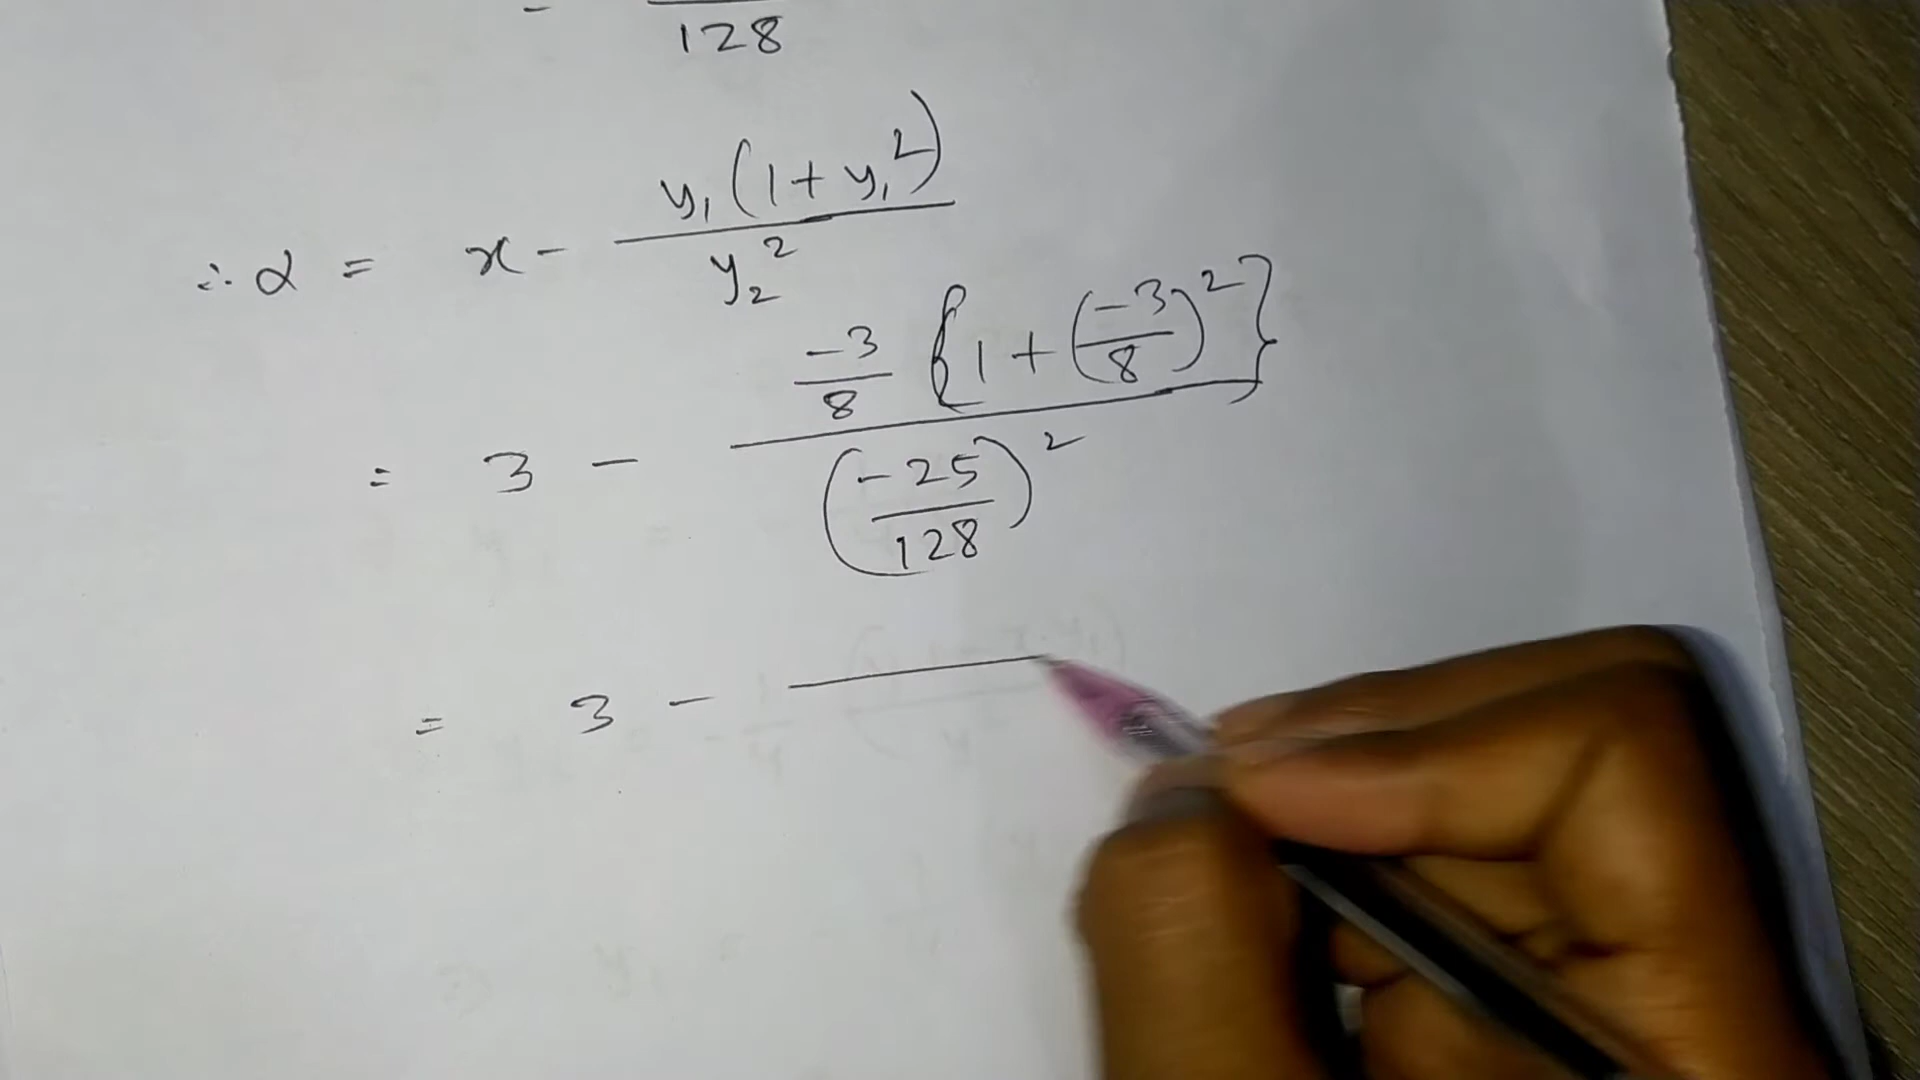 - ―/128
∴ α = x - y₁(1+y₁²)/y₂²
= 3 - -3/8 {1+(-3/8)²}/(-25/128)²
= 3 -